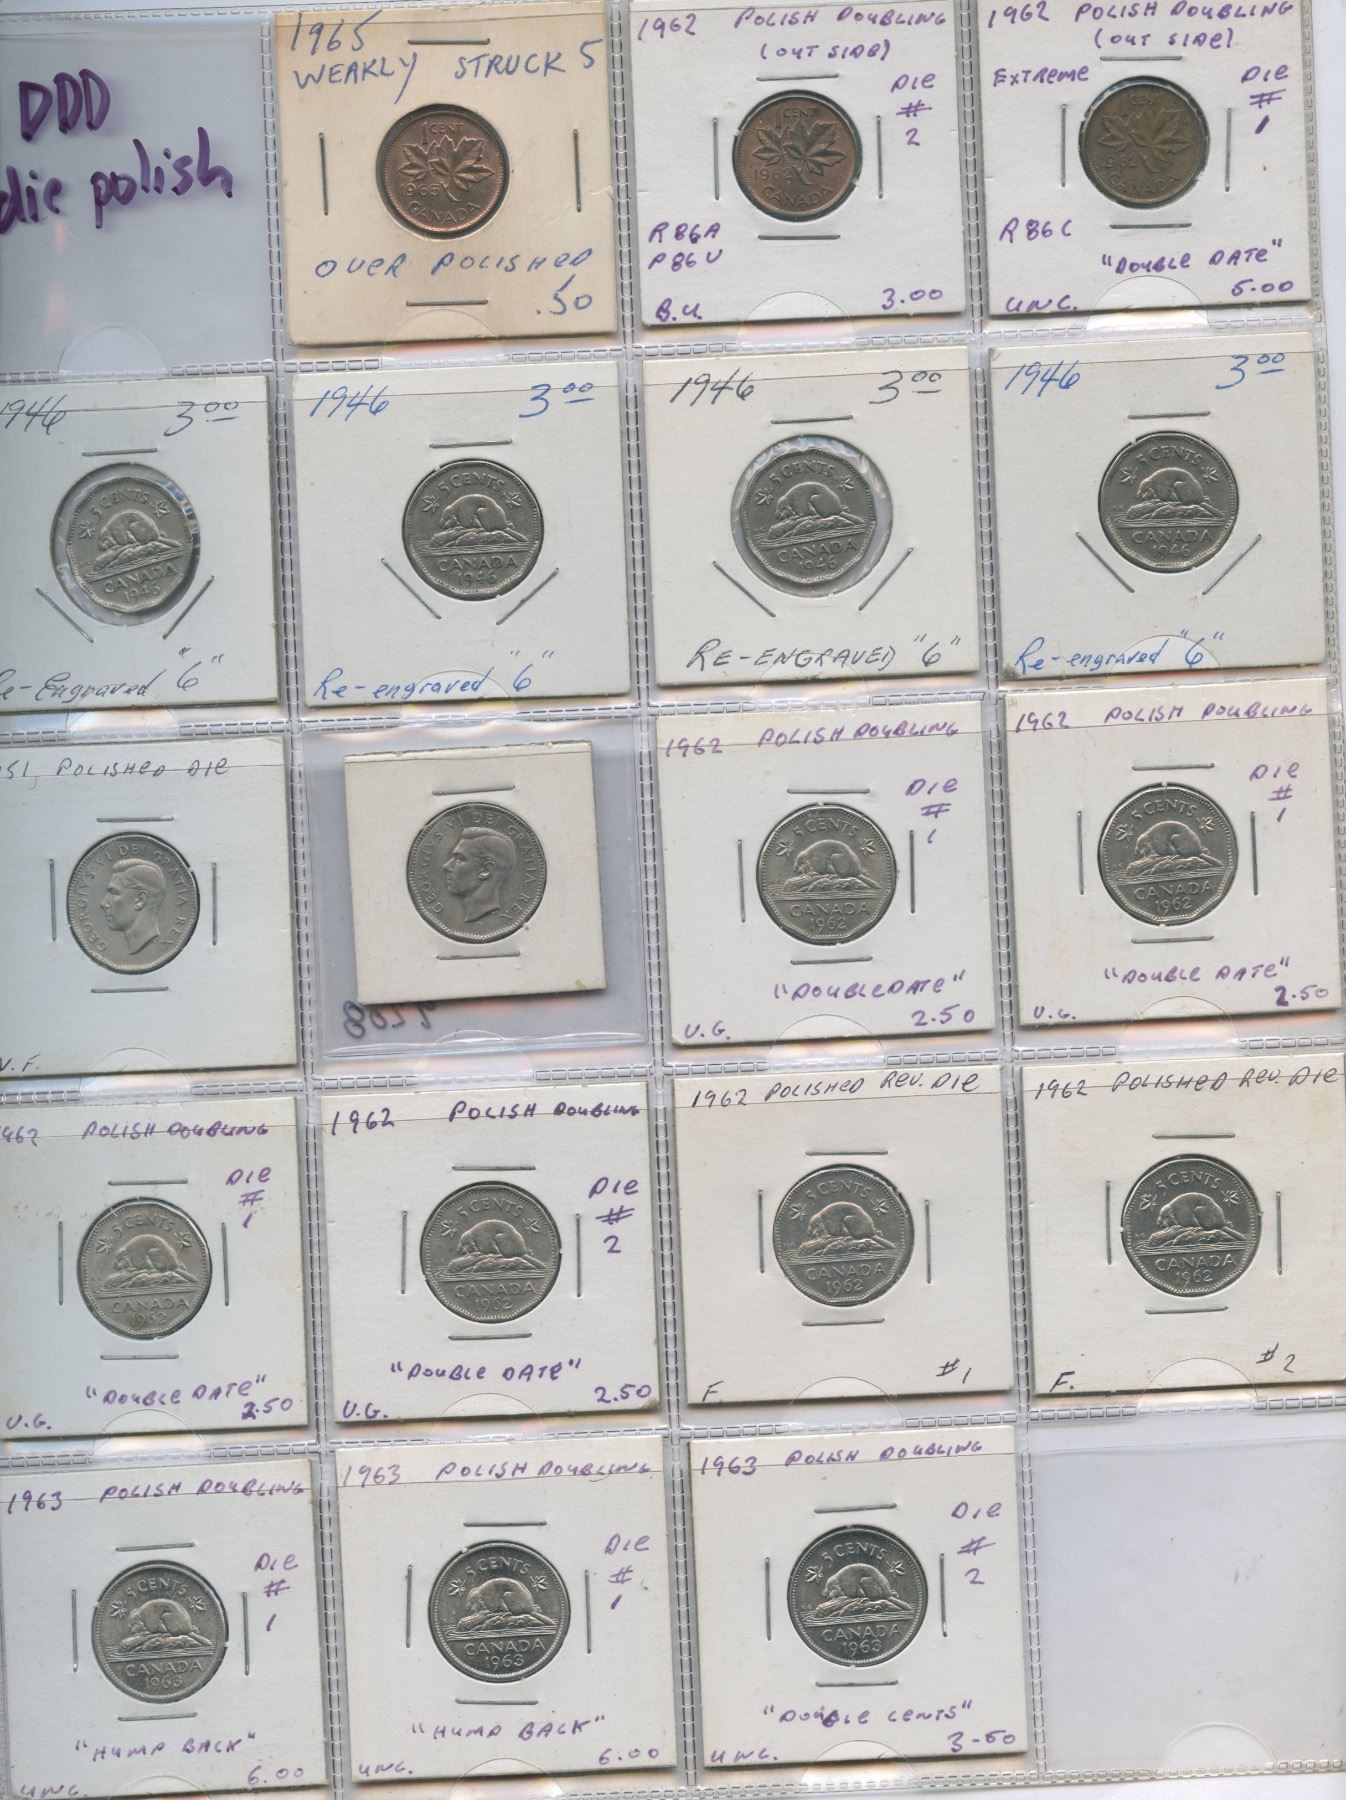 DDD
die polish
1965
WEAKLY STRUCK 5
1 CENT
1965
CANADA
OVER POLISHED
.50
1962 POLISH DOUBLING
(OUT SIDE)
DIE
#
2
1 CENT
1962
CANADA
R86A
P86V
B.U. 3.00
1962 POLISH DOUBLING
(OUT SIDE)
EXTREME DIE
#
1
1 CENT
1962
CANADA
R86C
"DOUBLE DATE"
UNC. 5.00
1946 3.00
5 CENTS
CANADA
1946
Re-Engraved "6"
1946 3.00
5 CENTS
CANADA
1946
Re-engraved "6"
1946 3.00
5 CENTS
CANADA
1946
RE-ENGRAVED "6"
1946 3.00
5 CENTS
CANADA
1946
Re-engraved "6"
51, POLISHED DIE
GEORGIVS VI DEI GRATIA REX
V.F.
GEORGIVS VI DEI GRATIA REX
1962 POLISH DOUBLING
DIE
#
1
5 CENTS
CANADA
1962
"DOUBLE DATE"
V.G. 2.50
1962 POLISH DOUBLING
DIE
#
1
5 CENTS
CANADA
1962
"DOUBLE DATE"
V.G. 2.50
1962 POLISH DOUBLING
DIE
#
1
5 CENTS
CANADA
1962
"DOUBLE DATE"
V.G. 2.50
1962 POLISH DOUBLING
DIE
#
2
5 CENTS
CANADA
1962
"DOUBLE DATE"
V.G. 2.50
1962 POLISHED REV. DIE
5 CENTS
CANADA
1962
F. #1
1962 POLISHED REV. DIE
5 CENTS
CANADA
1962
F. #2
1963 POLISH DOUBLING
DIE
#
1
5 CENTS
CANADA
1963
"HUMP BACK"
UNC. 6.00
1963 POLISH DOUBLING
DIE
#
1
5 CENTS
CANADA
1963
"HUMP BACK"
UNC. 6.00
1963 POLISH DOUBLING
DIE
#
2
5 CENTS
CANADA
1963
"DOUBLE CENTS"
UNC. 3.50